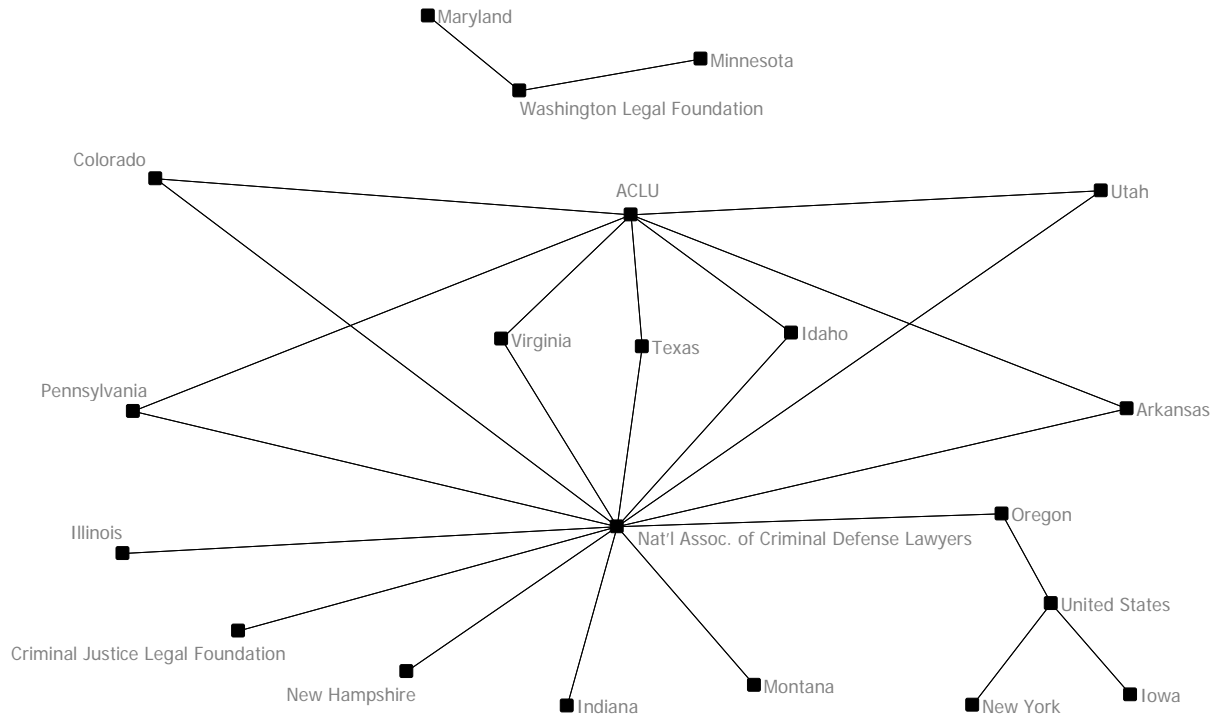 Maryland
Minnesota
Washington Legal Foundation
Colorado
ACLU
Utah
Virginia
Texas
Idaho
Pennsylvania
Arkansas
Illinois
Oregon
Nat'l Assoc. of Criminal Defense Lawyers
United States
Criminal Justice Legal Foundation
New Hampshire
Indiana
Montana
New York
Iowa